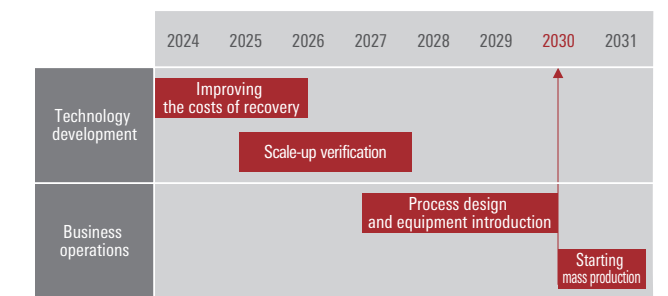 2024 2025 2026 2027 2028 2029 2030 2031
Technology
development
Improving
the costs of recovery
Scale-up verification
Business
operations
Process design
and equipment introduction
Starting
mass production